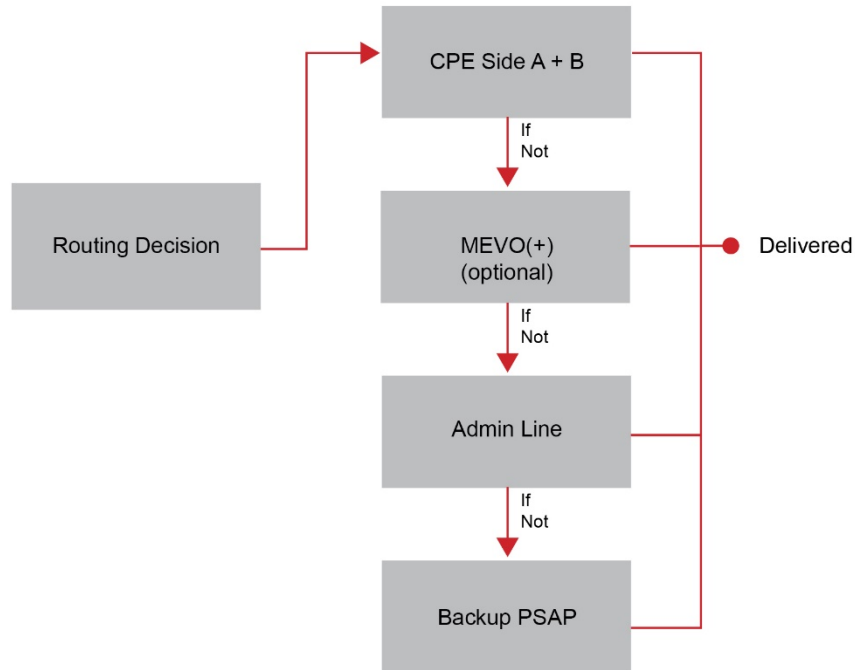 CPE Side A + B
If
Not
Routing Decision
MEVO(+)
(optional)
Delivered
If
Not
Admin Line
If
Not
Backup PSAP